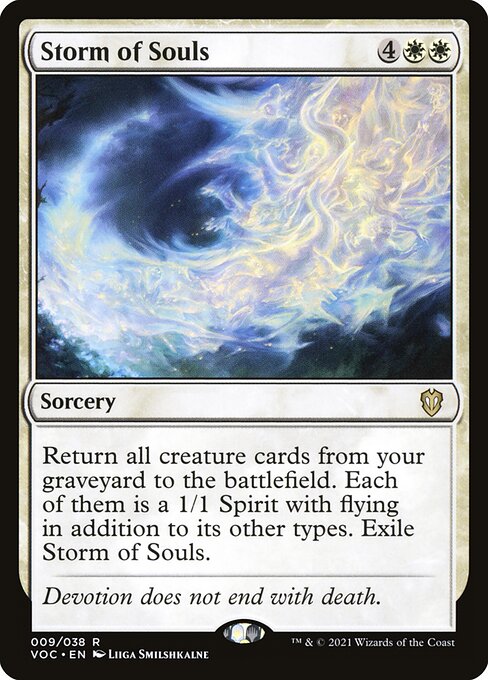 Storm of Souls 4
Sorcery
Return all creature cards from your
graveyard to the battlefield. Each
of them is a 1/1 Spirit with flying
in addition to its other types. Exile
Storm of Souls.
Devotion does not end with death.
009/038 R
VOC • EN Liiga Smilshkalne
™ & © 2021 Wizards of the Coast